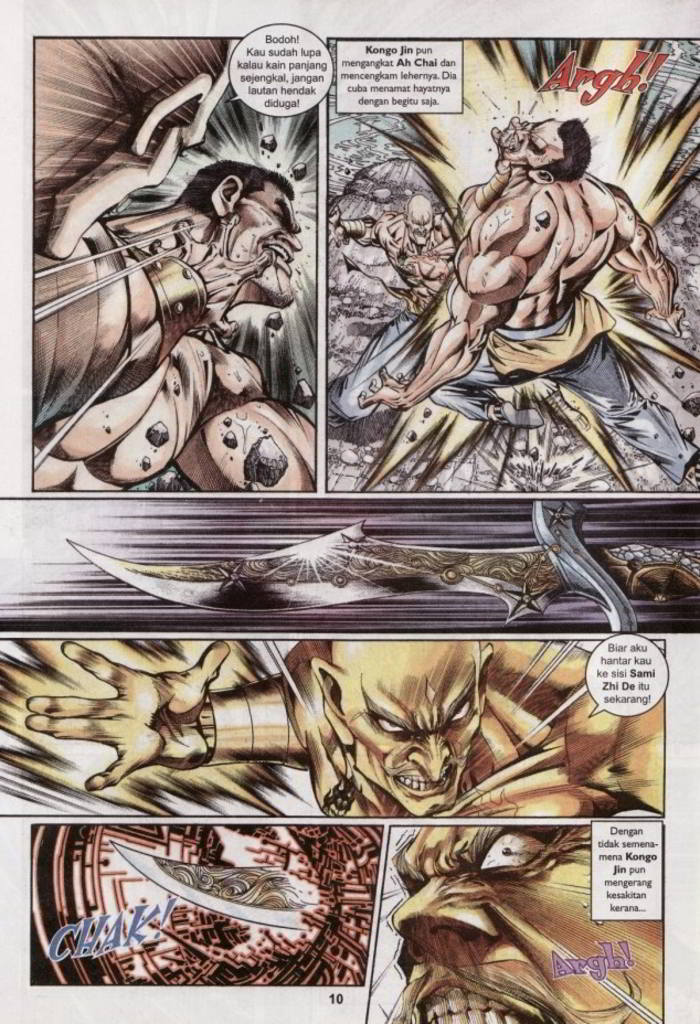 Bodoh!
Kau sudah lupa
kalau kain panjang
sejengkal, jangan
lautan hendak
diduga!
Kongo Jin pun
mengangkat Ah Chai dan
mencengkam lehernya. Dia
cuba menamat hayatnya
dengan begitu saja.
Argh!
Biar aku
hantar kau
ke sisi Sami
Zhi De itu
sekarang!
CHAK!
Dengan
tidak semena-
mena Kongo
Jin pun
mengerang
kesakitan
kerana...
Argh!
10